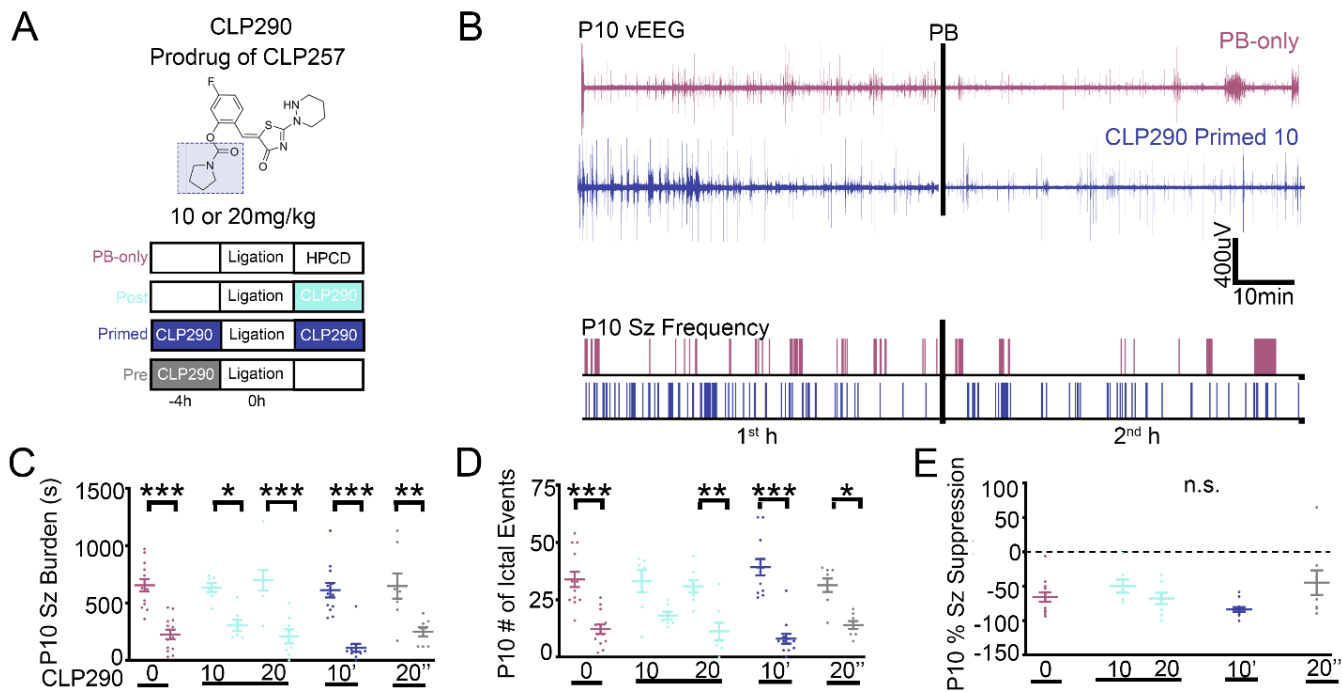 A
CLP290
Prodrug of CLP257
F
HN
N
S
N
O
O
N
O
10 or 20mg/kg
PB-only Ligation HPCD
Post Ligation CLP290
Primed CLP290 Ligation CLP290
Pre CLP290 Ligation
-4h 0h
B
P10 vEEG PB PB-only
CLP290 Primed 10
400uV
10min
P10 Sz Frequency
1st h 2nd h
C
P10 Sz Burden (s)
1500
1000
500
0
*** * *** *** **
CLP290 0 10 20 10' 20''
D
P10 # of Ictal Events
75
50
25
0
*** ** *** *
0 10 20 10' 20''
E
P10 % Sz Suppression
100
50
0
-50
-100
-150
n.s.
0 10 20 10' 20''